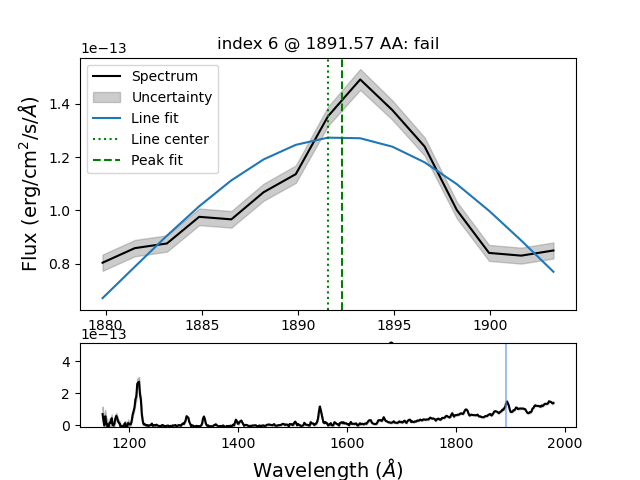 index 6 @ 1891.57 AA: fail
1e−13
Spectrum
Uncertainty
Line fit
Line center
Peak fit
Flux (erg/cm²/s/Å)
1.4
1.2
1.0
0.8
1880 1885 1890 1895 1900
1e−13
4
2
0
1200 1400 1600 1800 2000
Wavelength (Å)